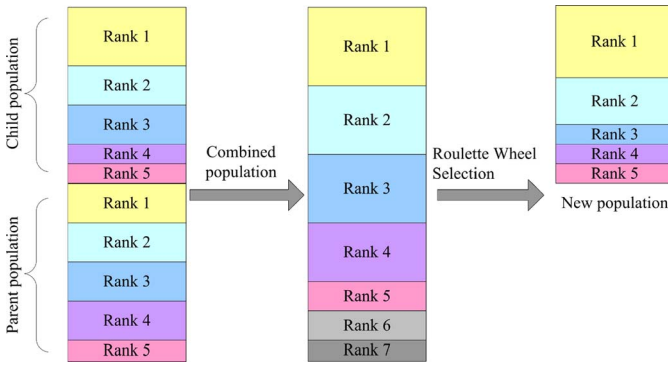 Child population
Rank 1
Rank 2
Rank 3
Rank 4
Rank 5
Parent population
Rank 1
Rank 2
Rank 3
Rank 4
Rank 5
Combined
population
Rank 1
Rank 2
Rank 3
Rank 4
Rank 5
Rank 6
Rank 7
Roulette Wheel
Selection
Rank 1
Rank 2
Rank 3
Rank 4
Rank 5
New population